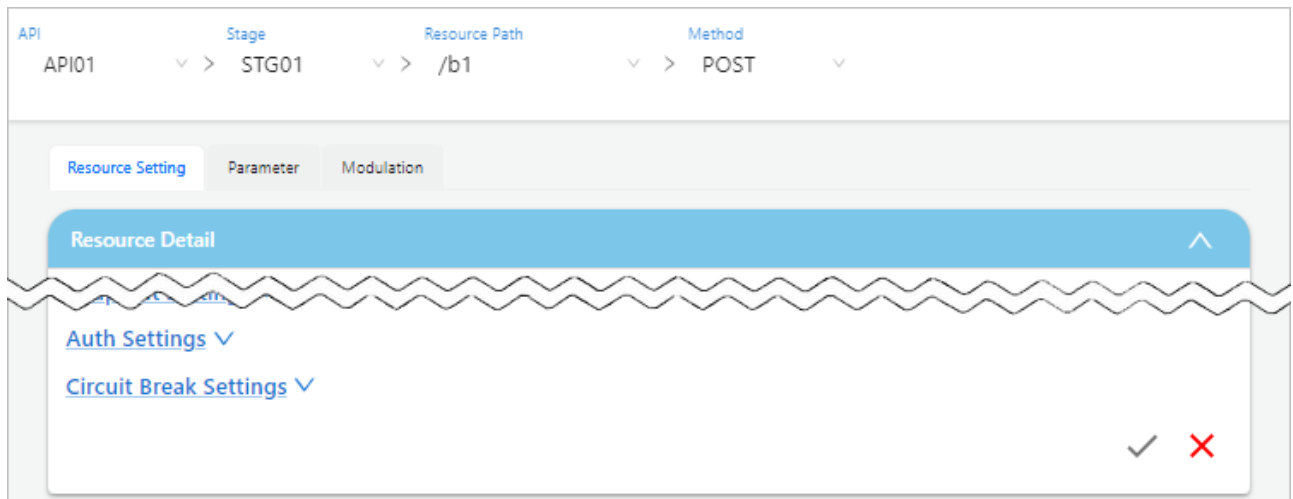 API Stage Resource Path Method
API01 > STG01 > /b1 > POST
Resource Setting Parameter Modulation
Resource Detail
Auth Settings
Circuit Break Settings